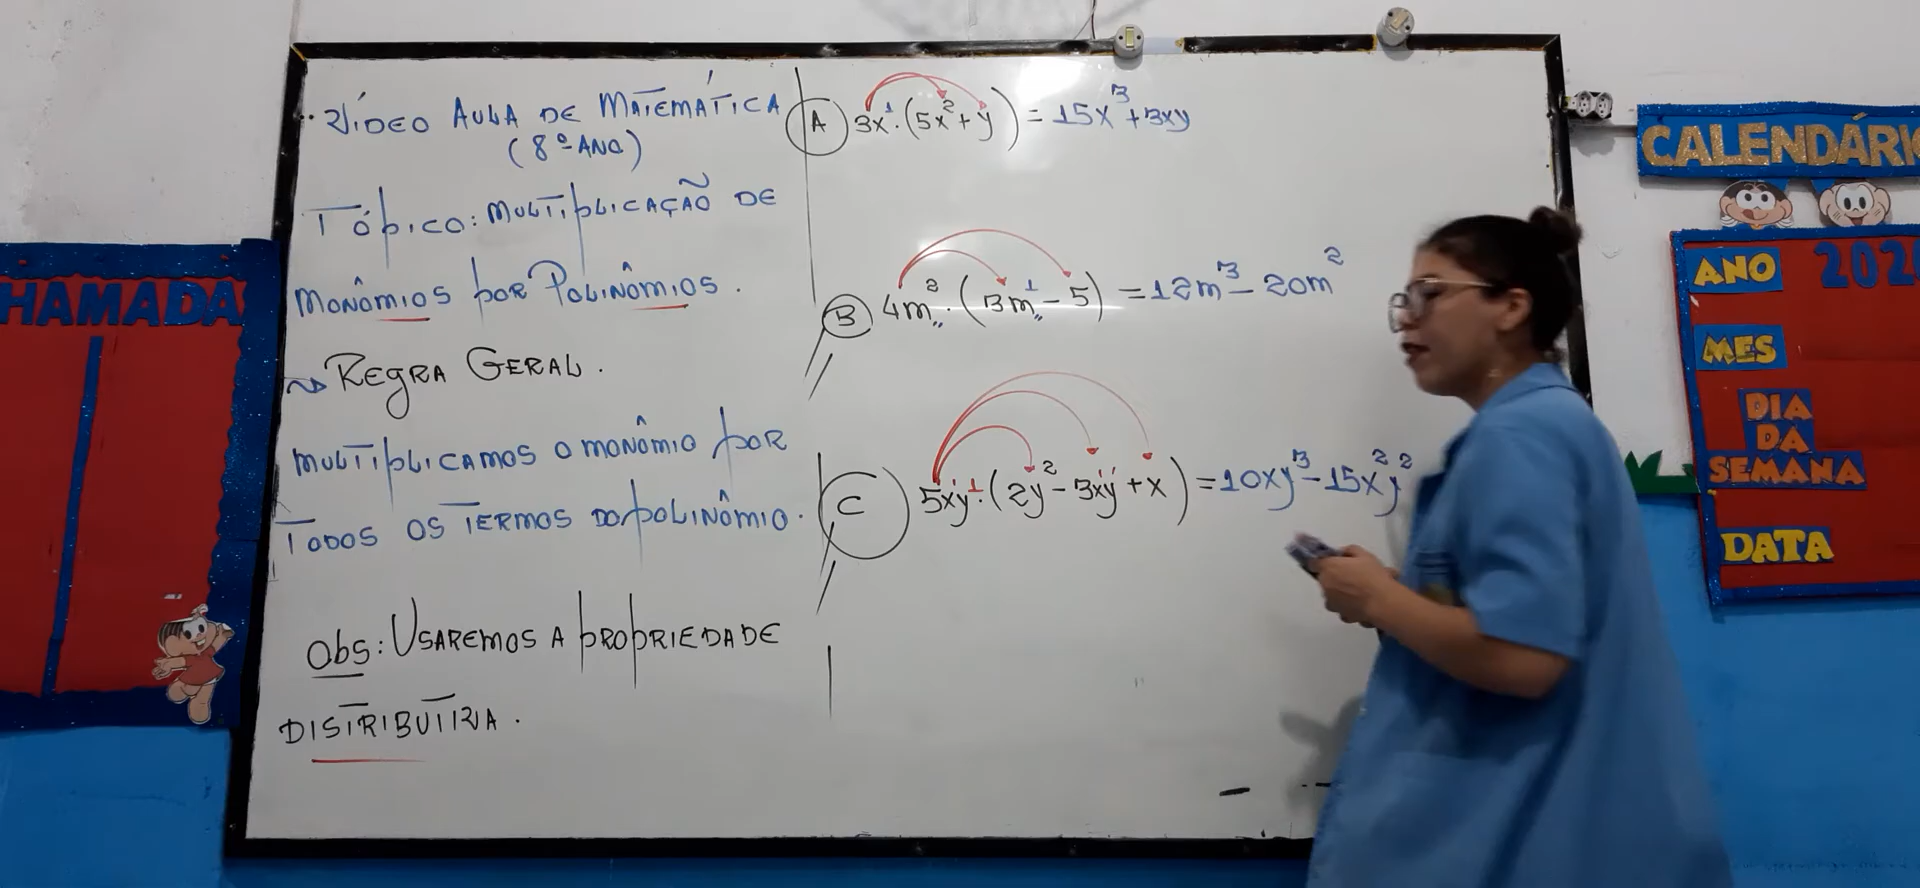 VÍDEO AULA DE MATEMÁTICA
(8º ANO)
TÓPICO: MULTIPLICAÇÃO DE
MONÔMIOS POR POLINÔMIOS.
REGRA GERAL.
MULTIPLICAMOS O MONÔMIO POR
TODOS OS TERMOS DO POLINÔMIO.
Obs: USAREMOS A PROPRIEDADE
DISTRIBUTIVA.
A 3x¹.(5x²+y) = 15x³+3xy
B 4m².(3m¹-5) = 12m³-20m²
C 5xy¹.(2y²-3xy+x) = 10xy³-15x²y²
HAMADA
CALENDÁRI
ANO 202
MES
DIA
DA
SEMANA
DATA